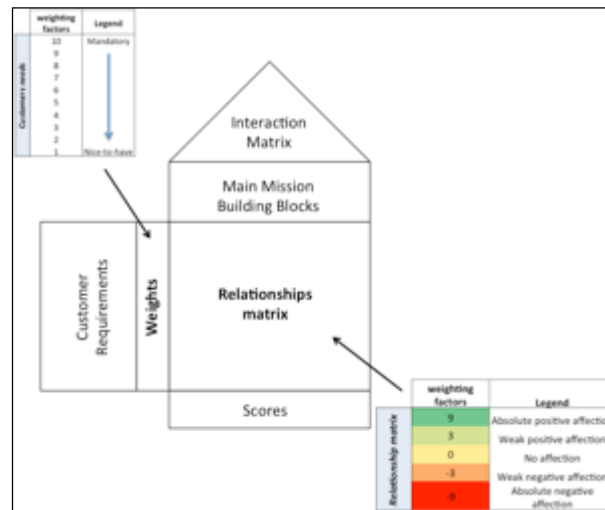 weighting factors Legend
Customers needs
10 Mandatory
9
8
7
6
5
4
3
2
1 Nice-to-have
Interaction
Matrix
Main Mission
Building Blocks
Customer
Requirements
Weights
Relationships
matrix
Scores
weighting factors Legend
Relationship matrix
9 Absolute positive affection
3 Weak positive affection
0 No affection
-3 Weak negative affection
-9 Absolute negative
affection